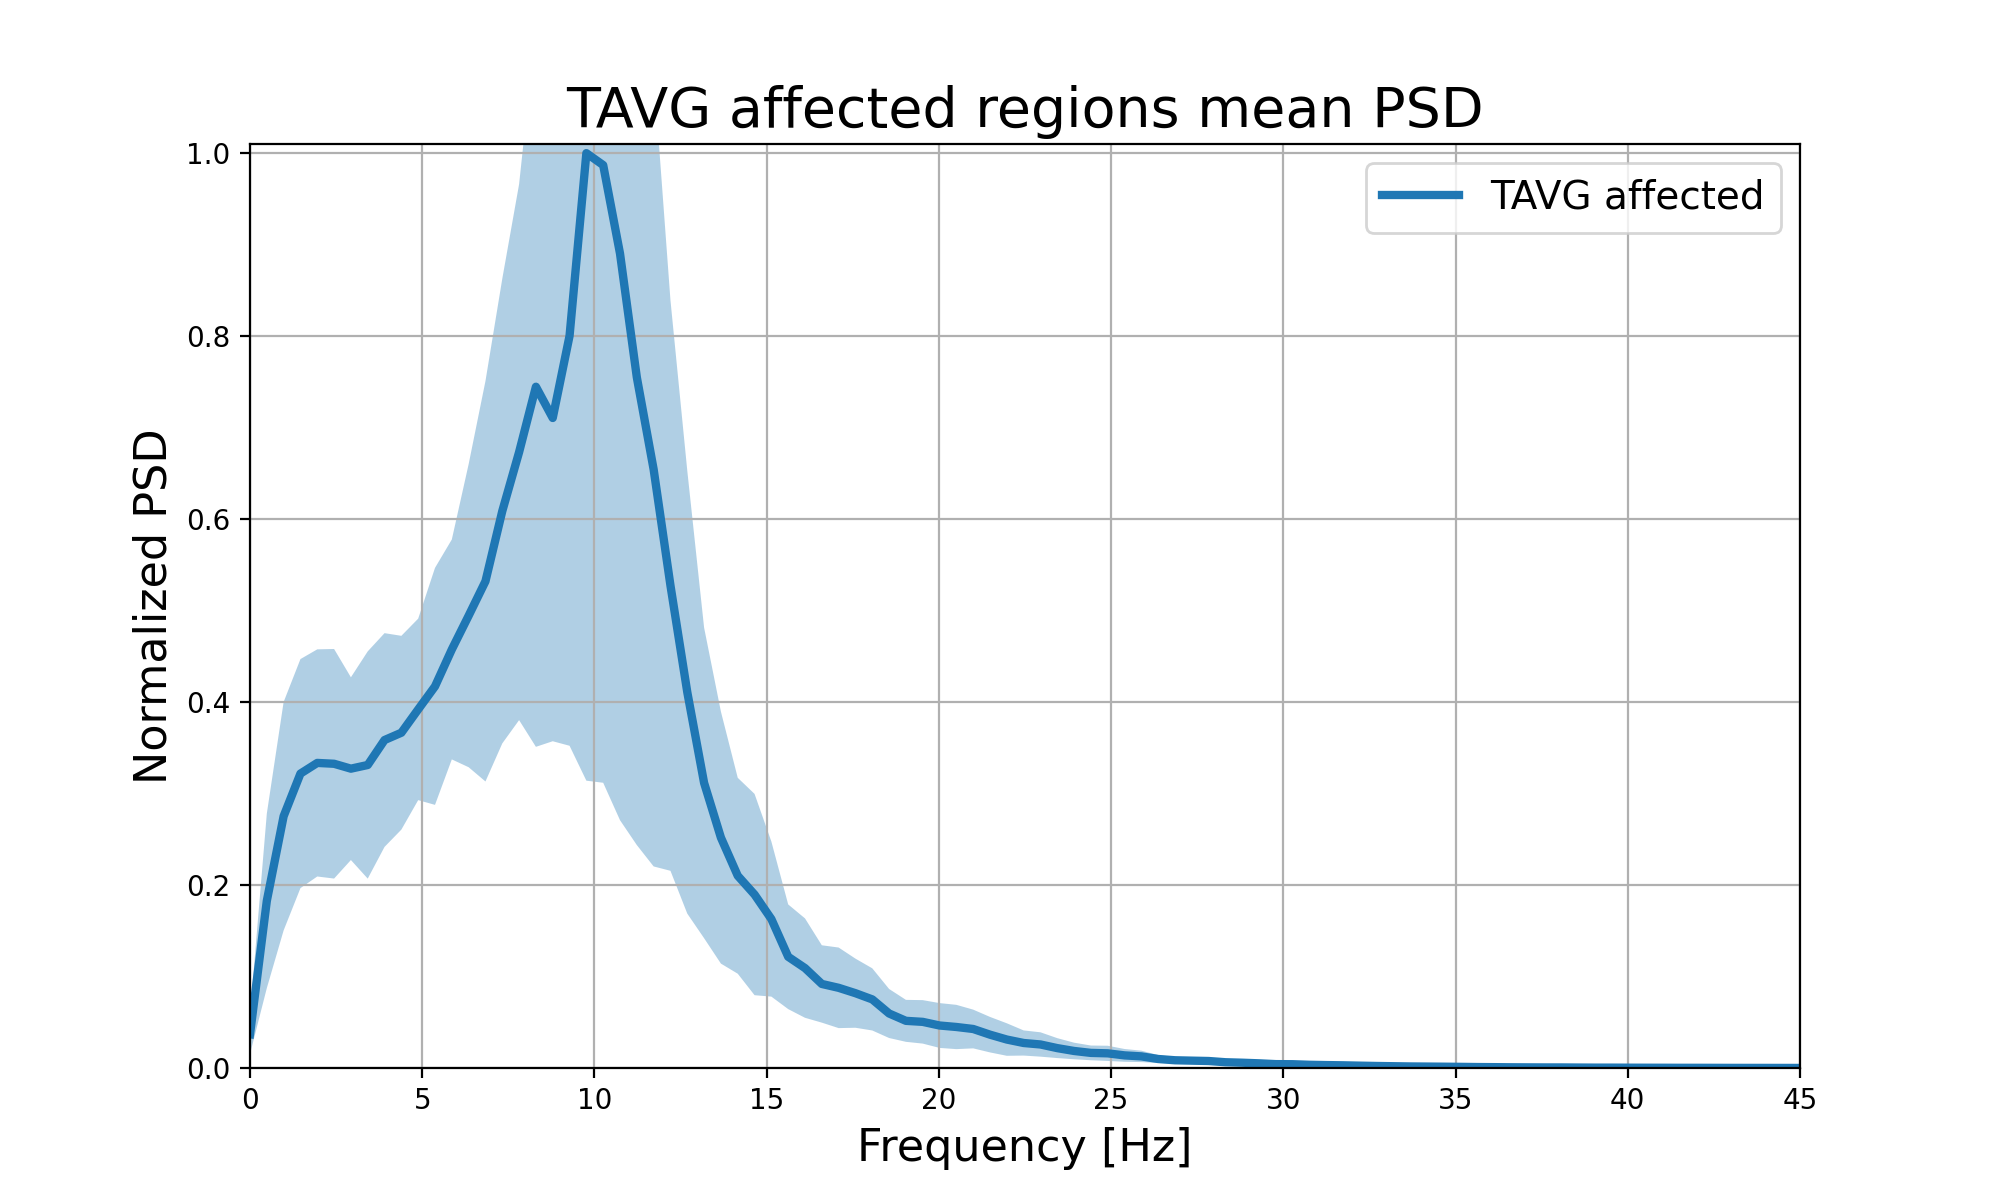 TAVG affected regions mean PSD
TAVG affected
Normalized PSD
1.0
0.8
0.6
0.4
0.2
0.0
0 5 10 15 20 25 30 35 40 45
Frequency [Hz]